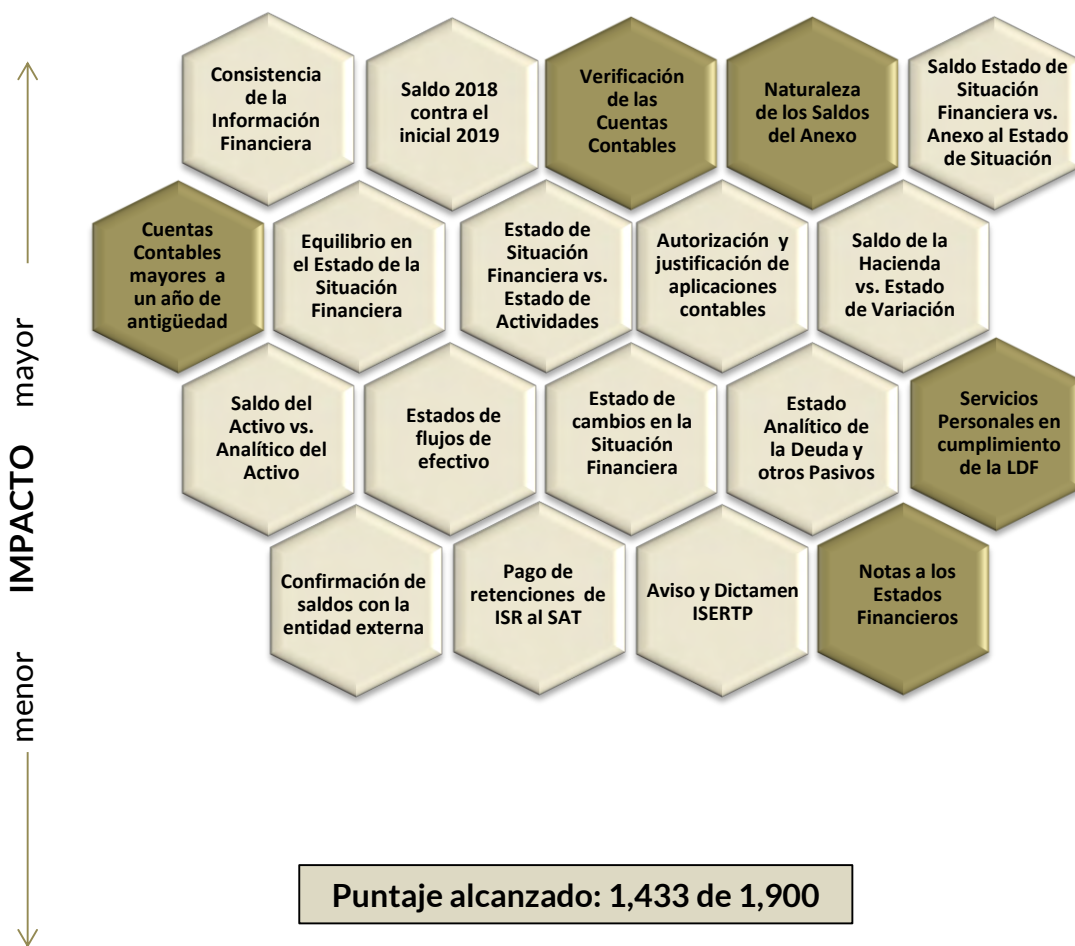 Consistencia
de la
Información
Financiera
Saldo 2018
contra el
inicial 2019
Verificación
de las
Cuentas
Contables
Naturaleza
de los Saldos
del Anexo
Saldo Estado de
Situación
Financiera vs.
Anexo al Estado
de Situación
Cuentas
Contables
mayores a
un año de
antigüedad
Equilibrio en
el Estado de la
Situación
Financiera
Estado de
Situación
Financiera vs.
Estado de
Actividades
Autorización y
justificación de
aplicaciones
contables
Saldo de la
Hacienda
vs. Estado
de Variación
Saldo del
Activo vs.
Analítico del
Activo
Estados de
flujos de
efectivo
Estado de
cambios en la
Situación
Financiera
Estado
Analítico de
la Deuda y
otros Pasivos
Servicios
Personales en
cumplimiento
de la LDF
Confirmación de
saldos con la
entidad externa
Pago de
retenciones de
ISR al SAT
Aviso y Dictamen
ISERTP
Notas a los
Estados
Financieros
menor IMPACTO mayor
Puntaje alcanzado: 1,433 de 1,900